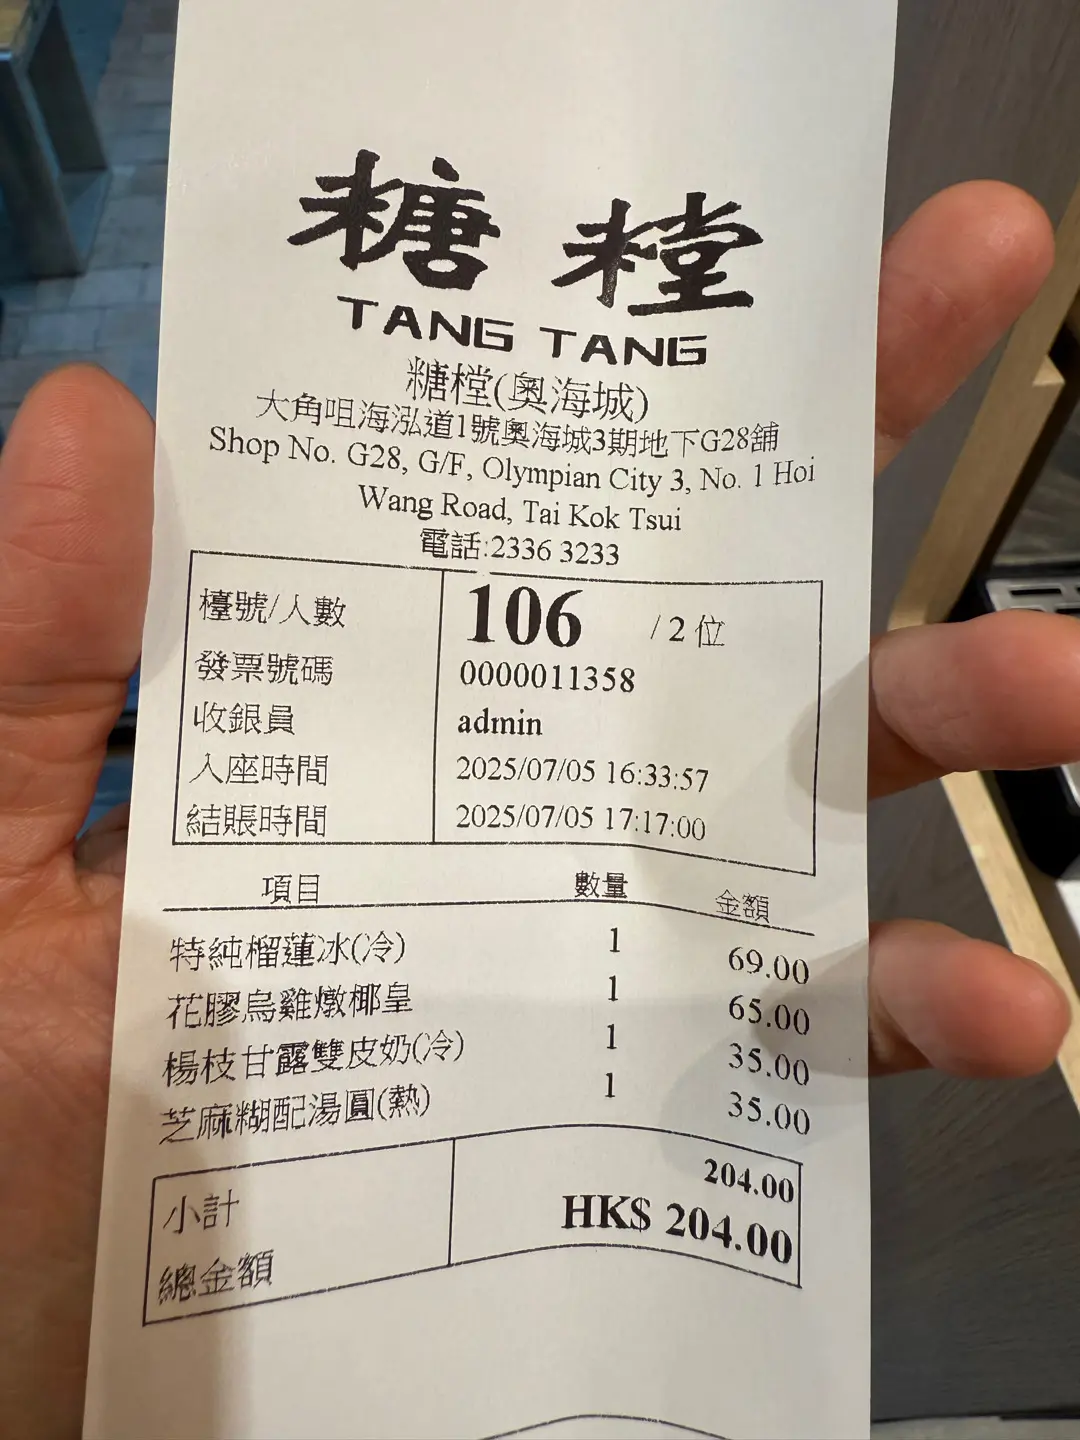 糖樘
TANG TANG
糖樘(奧海城)
大角咀海泓道1號奧海城3期地下G28舖
Shop No. G28, G/F, Olympian City 3, No. 1 Hoi
Wang Road, Tai Kok Tsui
電話:2336 3233
檯號/人數 106 / 2 位
發票號碼 0000011358
收銀員 admin
入座時間 2025/07/05 16:33:57
結賬時間 2025/07/05 17:17:00
項目 數量 金額
特純榴蓮冰(冷) 1 69.00
花膠烏雞燉椰皇 1 65.00
楊枝甘露雙皮奶(冷) 1 35.00
芝麻糊配湯圓(熱) 1 35.00
小計 204.00
總金額 HK$ 204.00